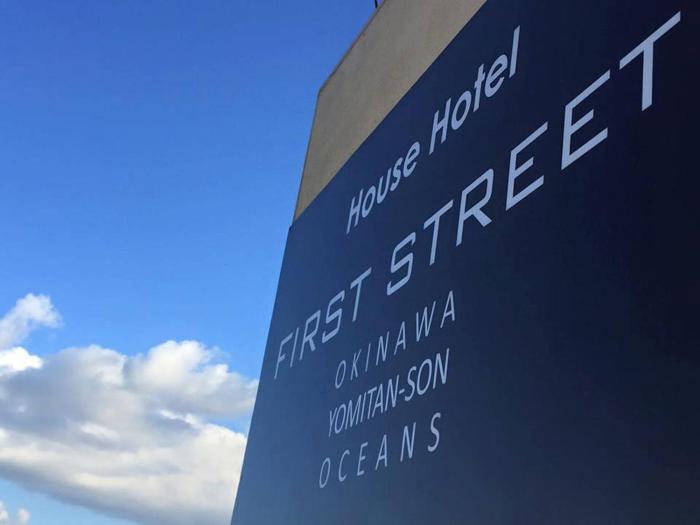 House Hotel
FIRST STREET
OKINAWA
YOMITAN-SON
OCEANS